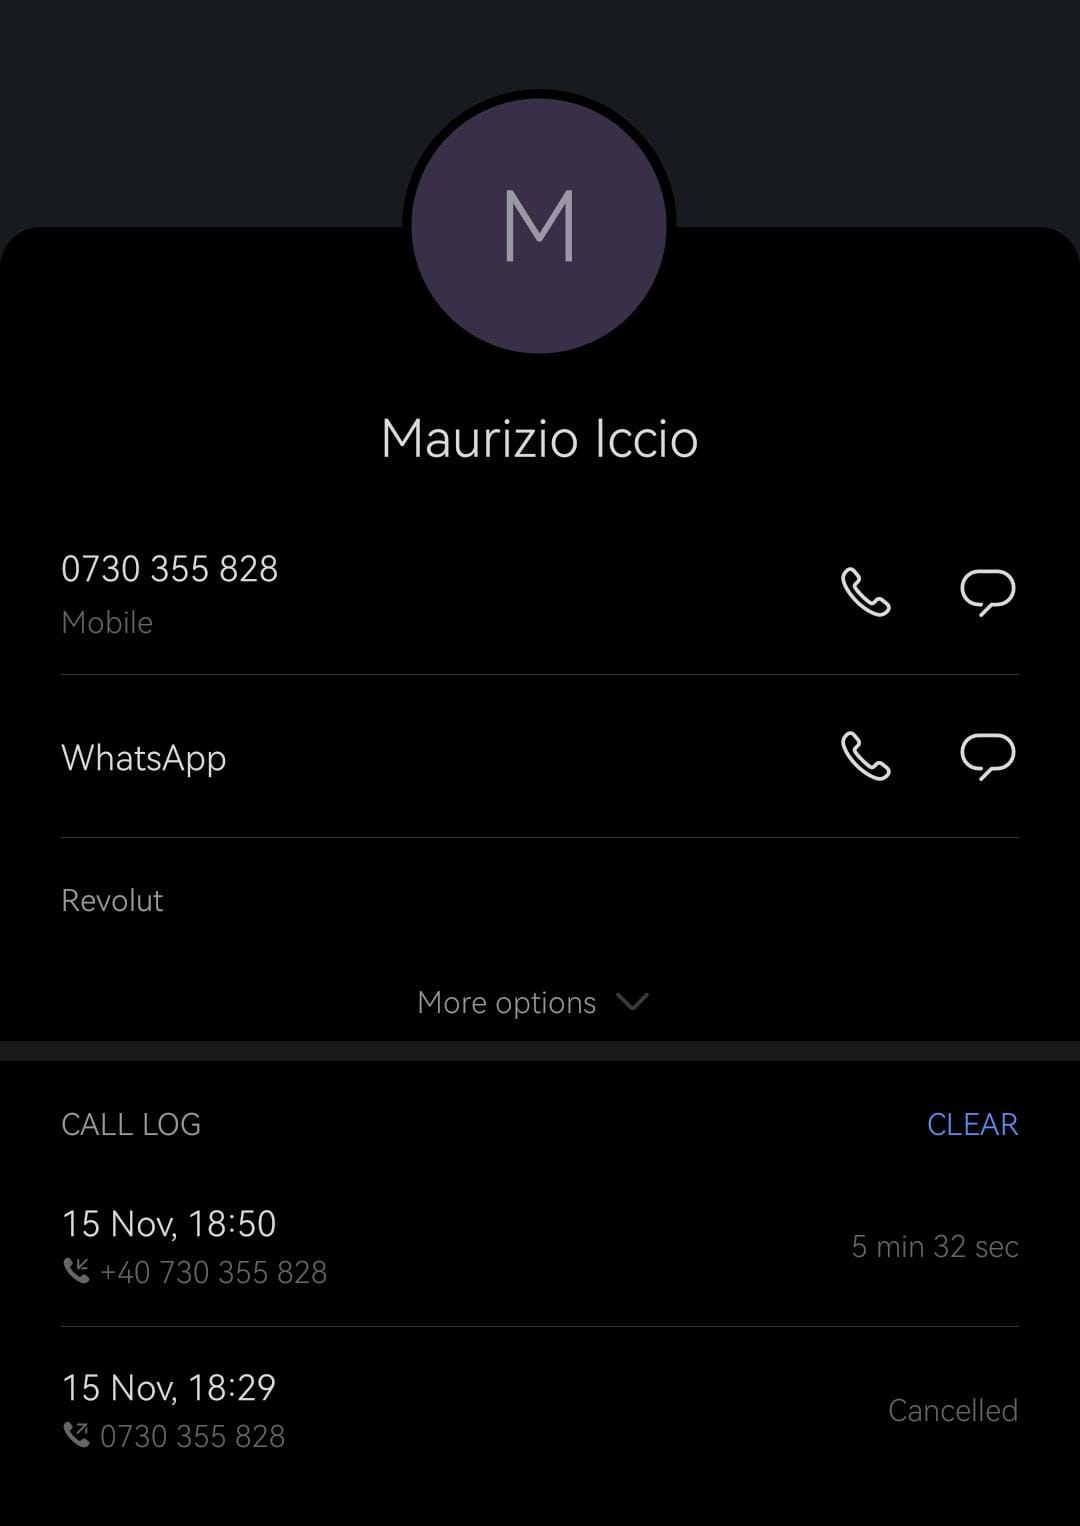 M
Maurizio Iccio
0730 355 828
Mobile
WhatsApp
Revolut
More options
CALL LOG
CLEAR
15 Nov, 18:50
+40 730 355 828
5 min 32 sec
15 Nov, 18:29
0730 355 828
Cancelled